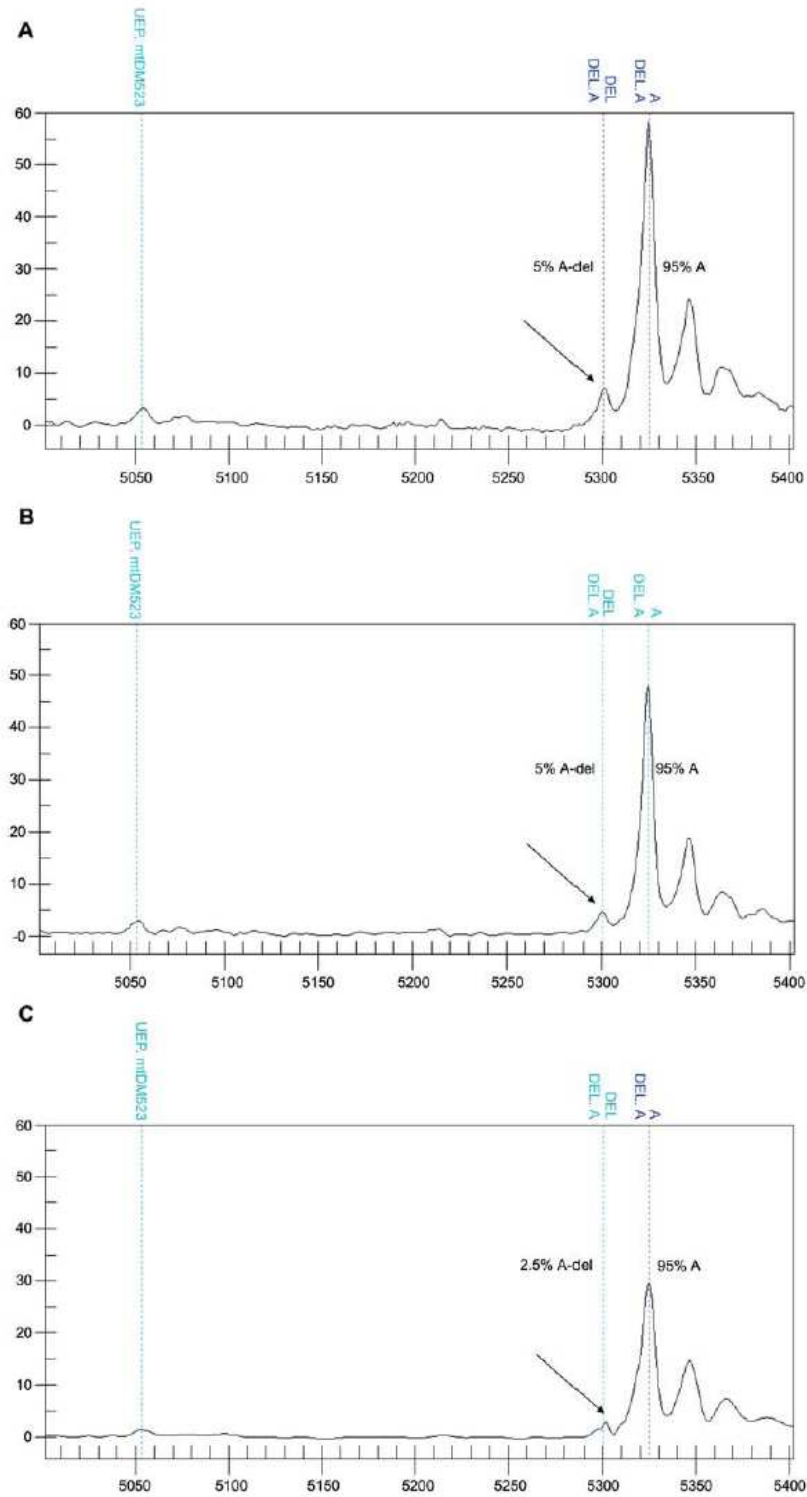 A
UEP. mtDM523
DEL. A
DEL
DEL. A
A
60
50
40
30
20
10
0
5% A-del
95% A
5050
5100
5150
5200
5250
5300
5350
5400
B
UEP. mtDM523
DEL. A
DEL
DEL. A
A
60
50
40
30
20
10
-0
5% A-del
95% A
5050
5100
5150
5200
5250
5300
5350
5400
C
UEP. mtDM523
DEL. A
DEL
DEL. A
A
60
50
40
30
20
10
0
2.5% A-del
95% A
5050
5100
5150
5200
5250
5300
5350
5400